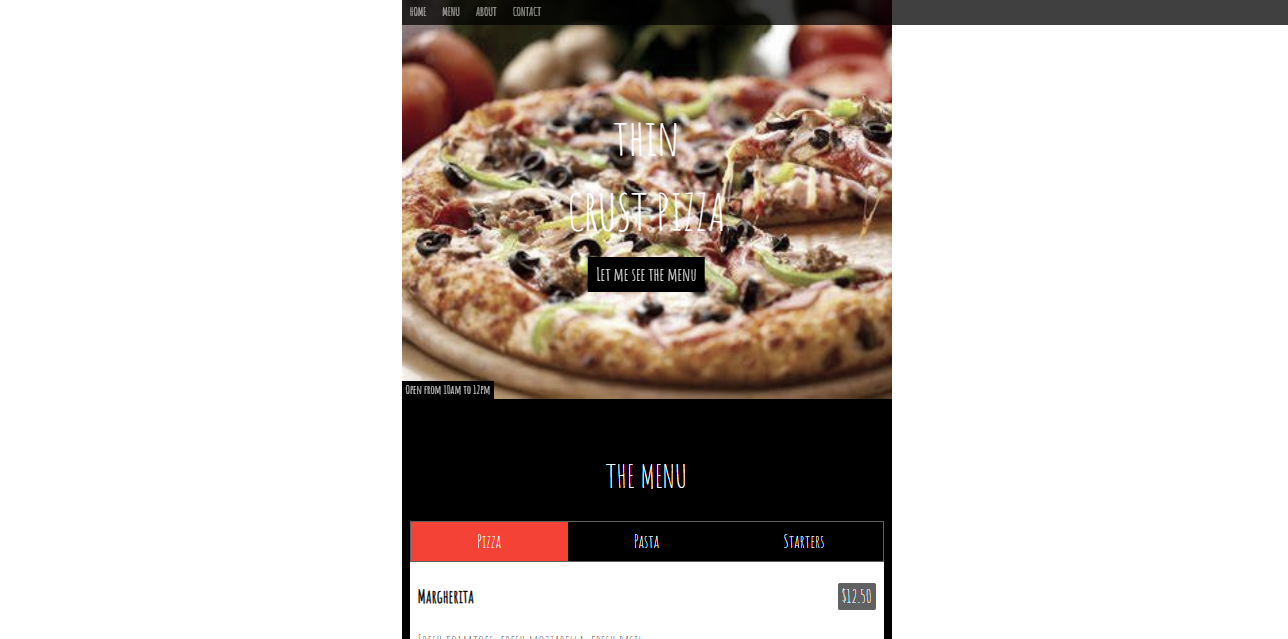 HOME MENU ABOUT CONTACT
THIN
CRUST PIZZA
Let me see the menu
Open from 10am to 12pm
THE MENU
Pizza Pasta Starters
Margherita $12.50
Fresh tomatoes, fresh mozzarella, fresh basil